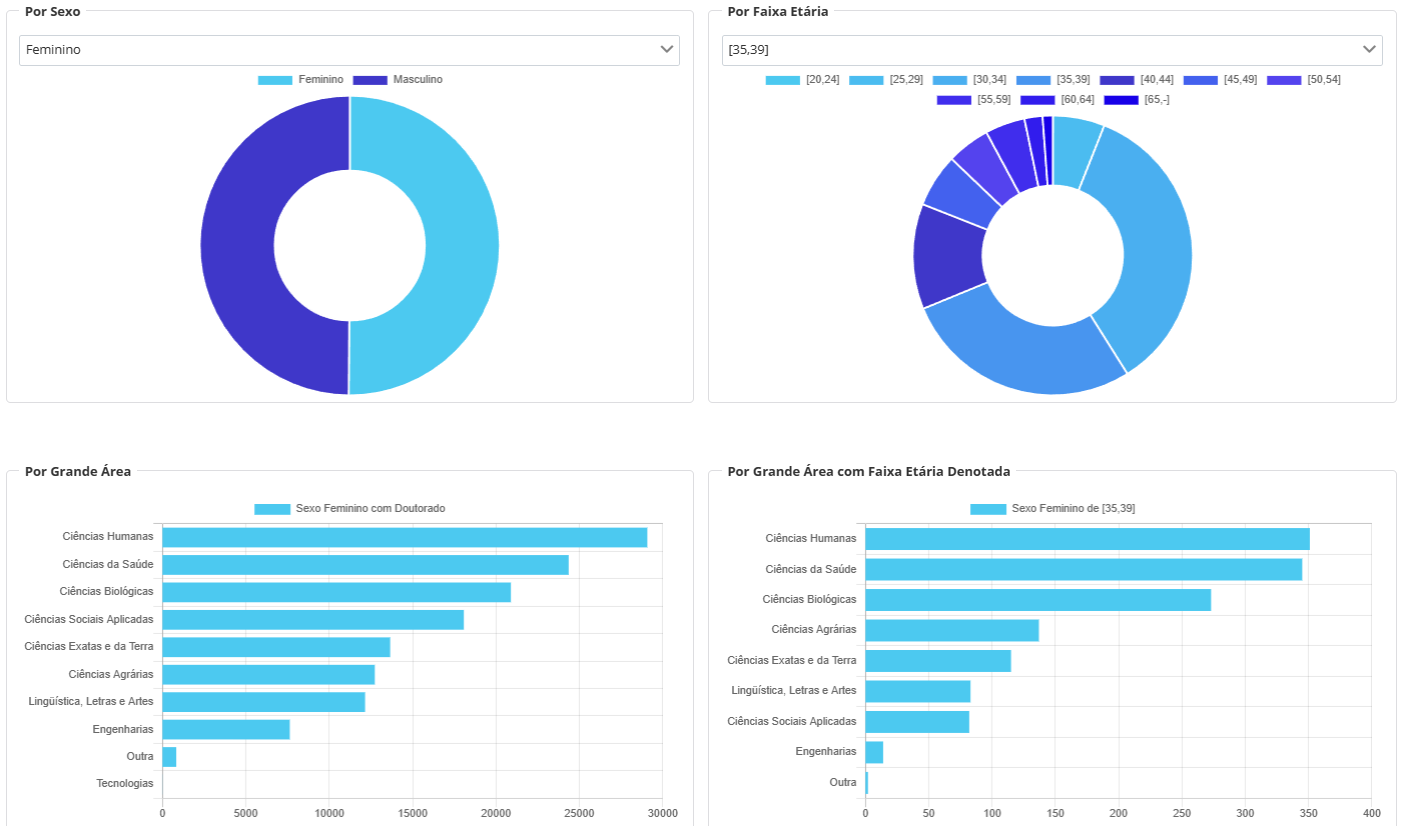 Por Sexo
Feminino
Feminino Masculino
Por Faixa Etária
[35,39]
[20,24] [25,29] [30,34] [35,39] [40,44] [45,49] [50,54]
[55,59] [60,64] [65,-]
Por Grande Área
Sexo Feminino com Doutorado
Ciências Humanas
Ciências da Saúde
Ciências Biológicas
Ciências Sociais Aplicadas
Ciências Exatas e da Terra
Ciências Agrárias
Lingüística, Letras e Artes
Engenharias
Outra
Tecnologias
0 5000 10000 15000 20000 25000 30000
Por Grande Área com Faixa Etária Denotada
Sexo Feminino de [35,39]
Ciências Humanas
Ciências da Saúde
Ciências Biológicas
Ciências Agrárias
Ciências Exatas e da Terra
Lingüística, Letras e Artes
Ciências Sociais Aplicadas
Engenharias
Outra
0 50 100 150 200 250 300 350 400